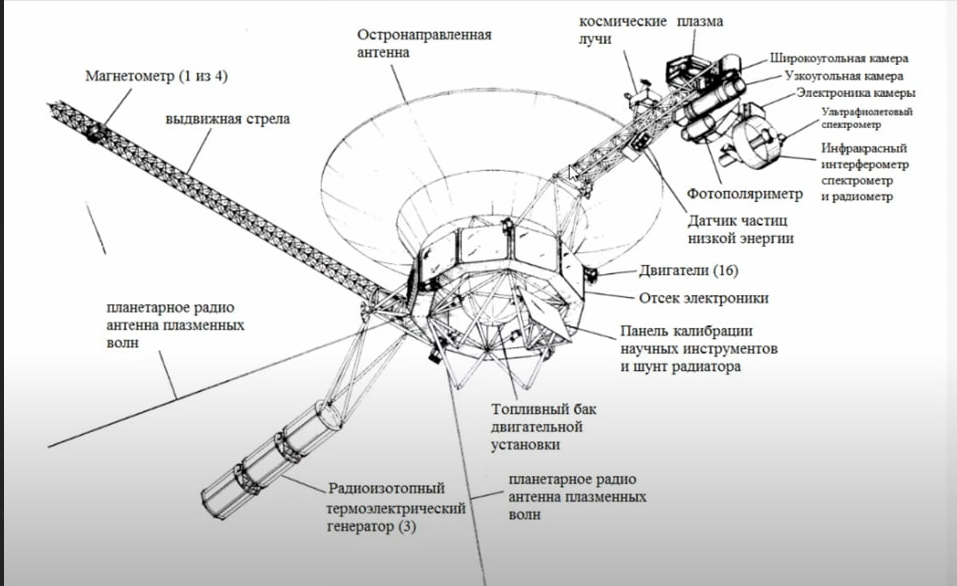 космические плазма
лучи
Остронаправленная
антенна
Широкоугольная камера
Узкоугольная камера
Электроника камеры
Магнетометр (1 из 4)
выдвижная стрела
Ультрафиолетовый
спектрометр
Инфракрасный
интерферометр
спектрометр
и радиометр
Фотополяриметр
Датчик частиц
низкой энергии
Двигатели (16)
Отсек электроники
планетарное радио
антенна плазменных
волн
Панель калибрации
научных инструментов
и шунт радиатора
Топливный бак
двигательной
установки
Радиоизотопный
термоэлектрический
генератор (3)
планетарное радио
антенна плазменных
волн